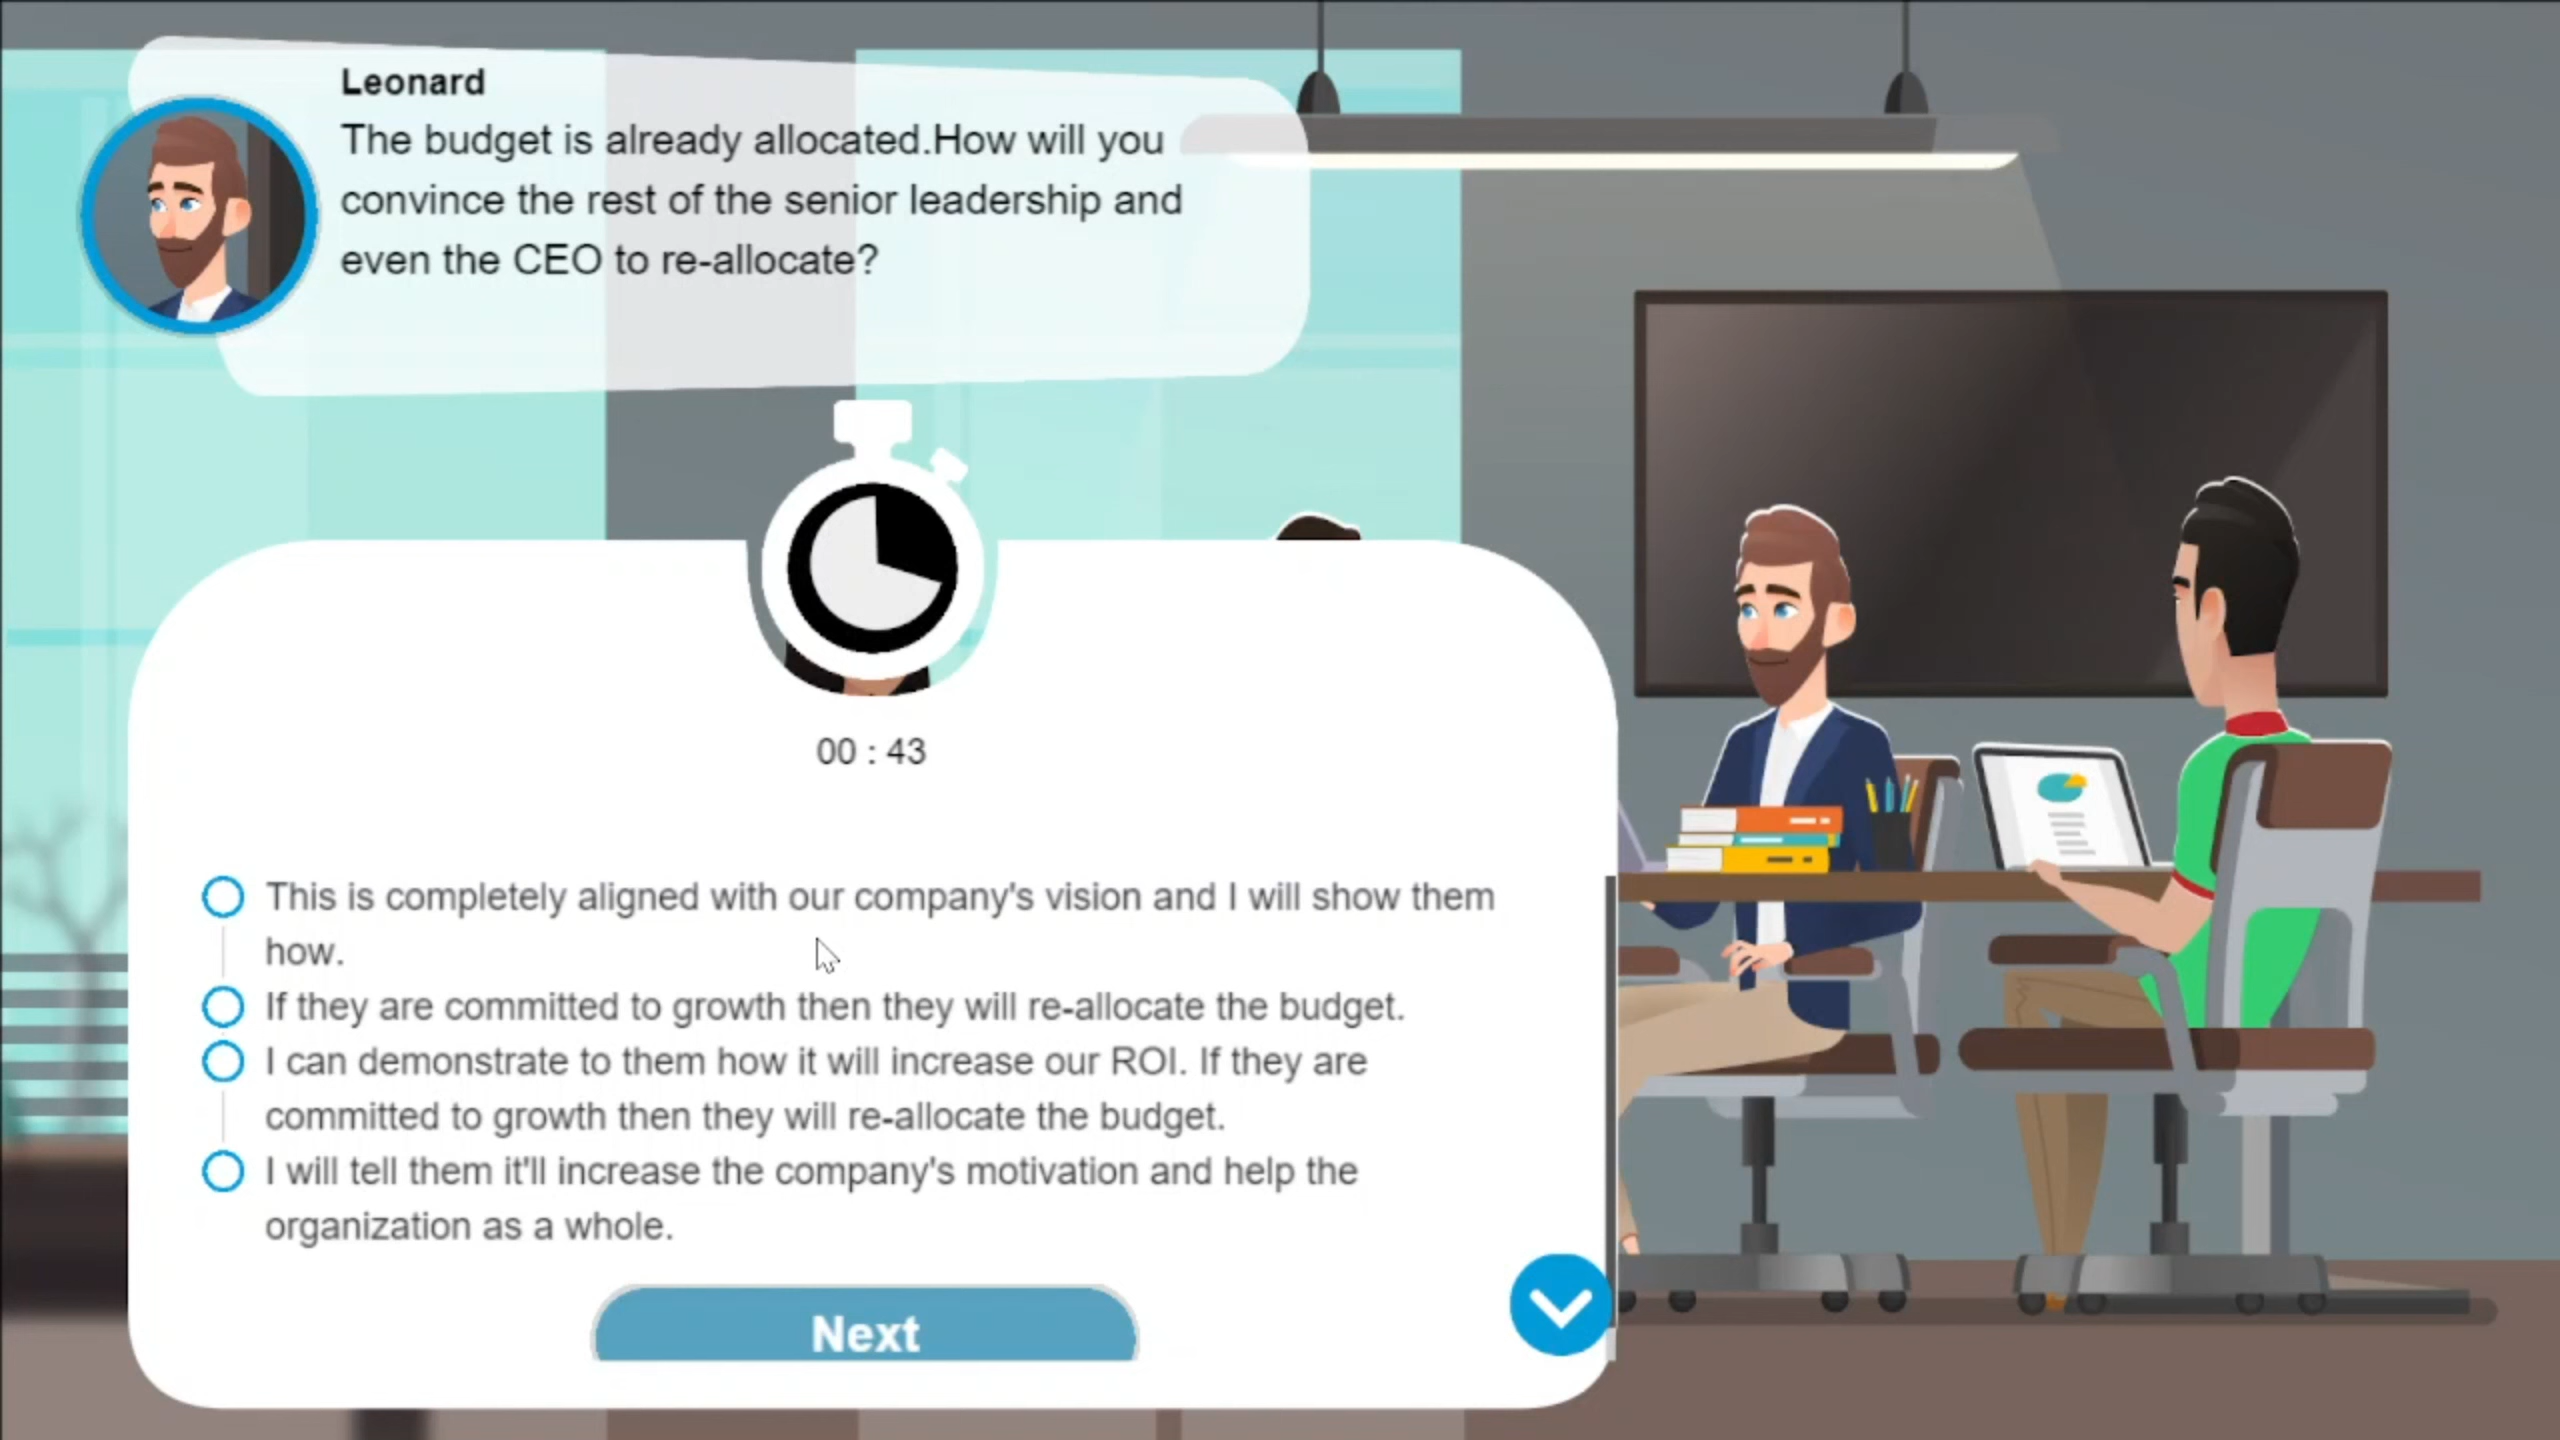 Leonard
The budget is already allocated.How will you
convince the rest of the senior leadership and
even the CEO to re-allocate?
00 : 43
This is completely aligned with our company's vision and I will show them
how.
If they are committed to growth then they will re-allocate the budget.
I can demonstrate to them how it will increase our ROI. If they are
committed to growth then they will re-allocate the budget.
I will tell them it'll increase the company's motivation and help the
organization as a whole.
Next